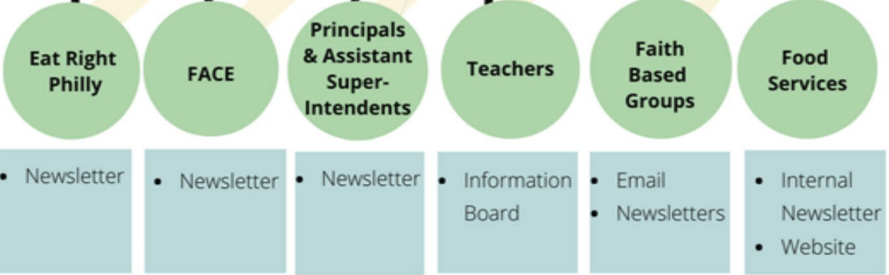 Eat Right
Philly
FACE
Principals
& Assistant
Super-
Intendents
Teachers
Faith
Based
Groups
Food
Services
• Newsletter
• Newsletter
• Newsletter
• Information
Board
• Email
• Newsletters
• Internal
Newsletter
• Website